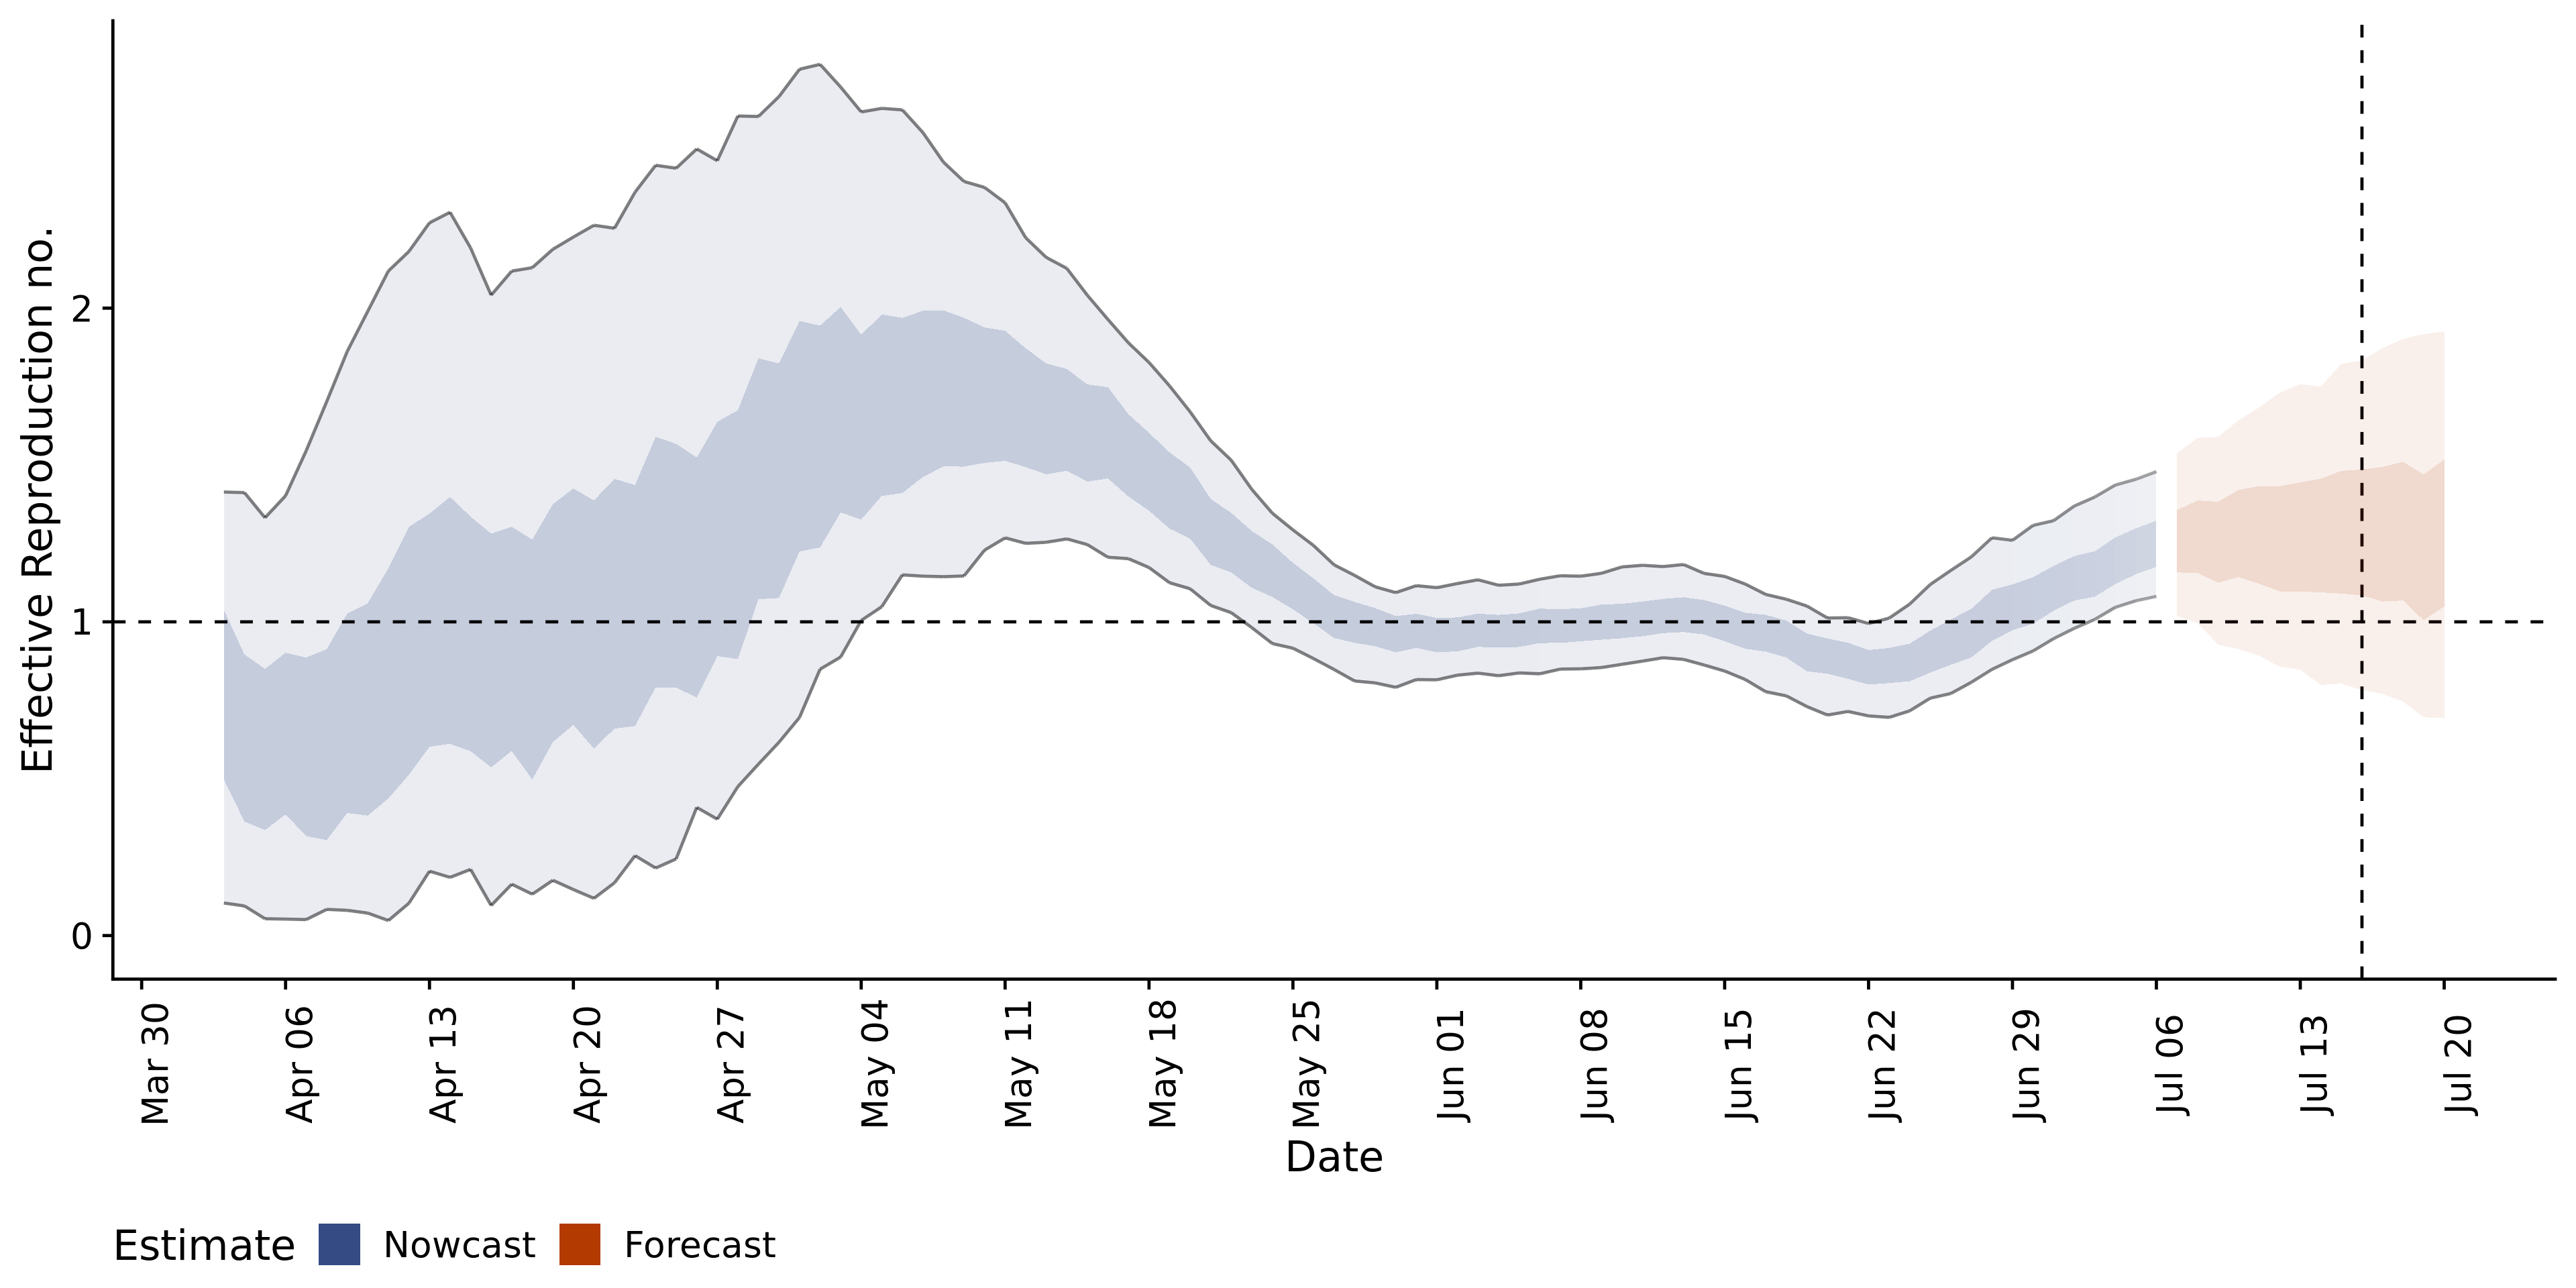 Effective Reproduction no.
2
1
0
Mar 30
Apr 06
Apr 13
Apr 20
Apr 27
May 04
May 11
May 18
May 25
Jun 01
Jun 08
Jun 15
Jun 22
Jun 29
Jul 06
Jul 13
Jul 20
Date
Estimate Nowcast Forecast